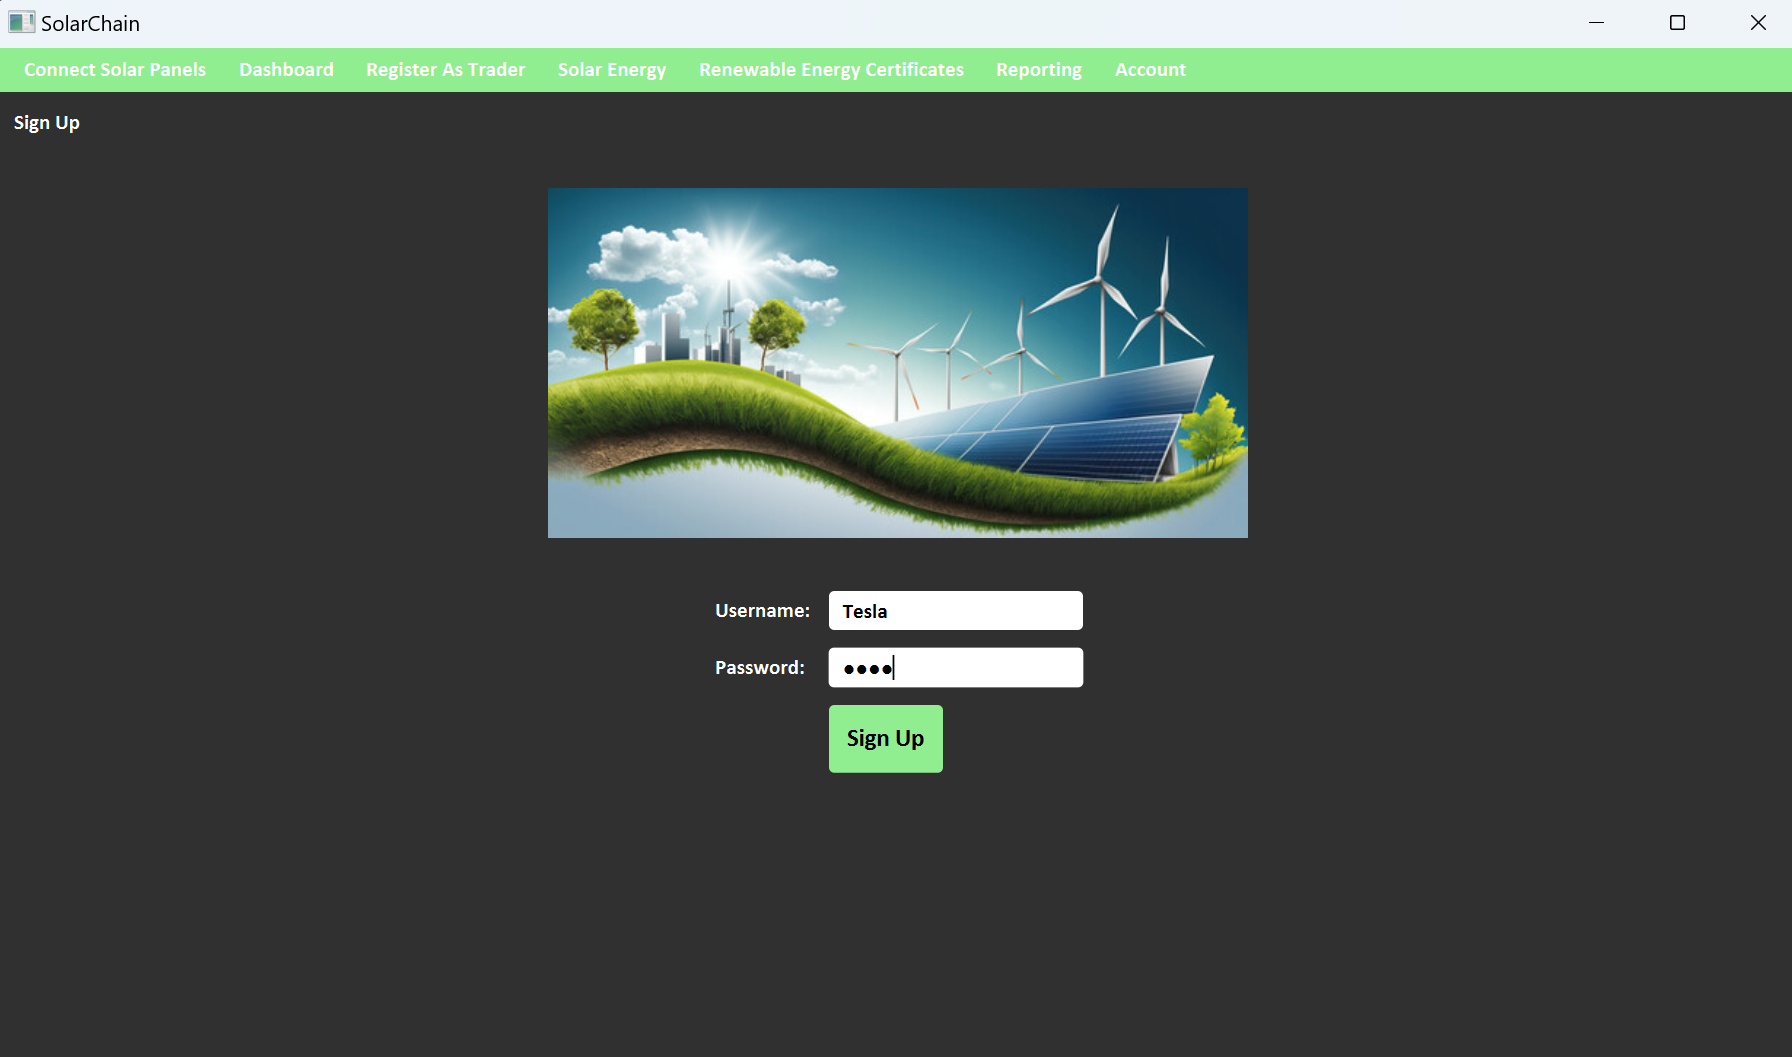 SolarChain
Connect Solar Panels Dashboard Register As Trader Solar Energy Renewable Energy Certificates Reporting Account
Sign Up
Username: Tesla
Password: ●●●●
Sign Up